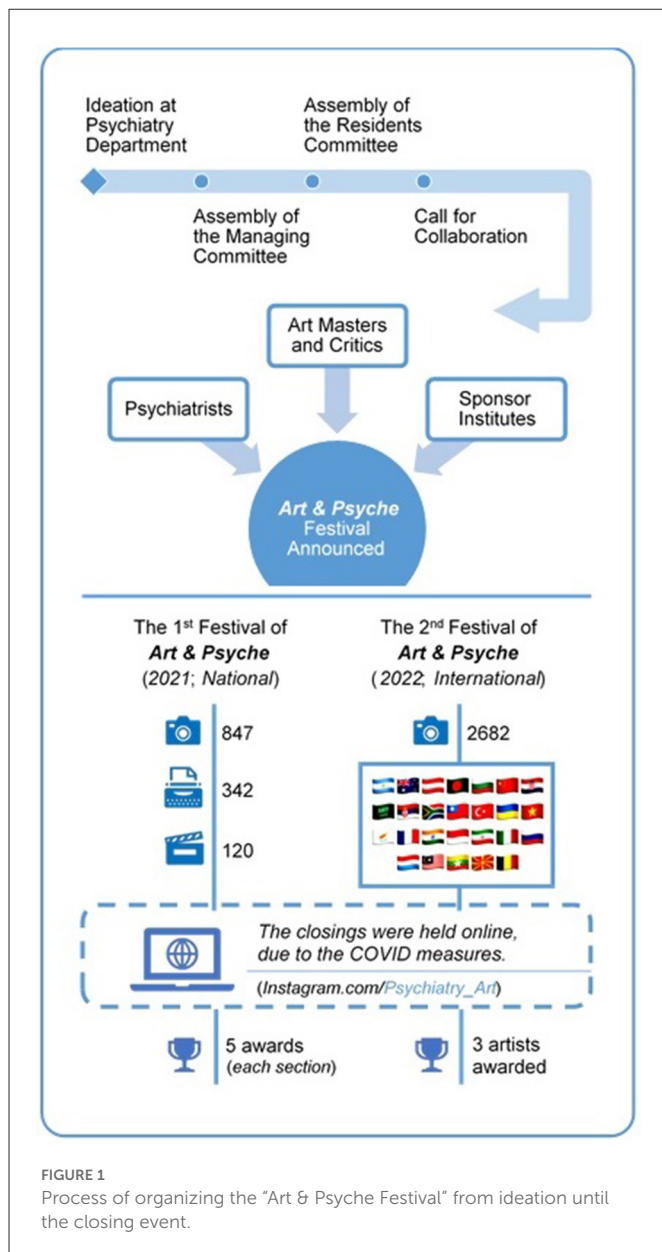 Ideation at
Psychiatry
Department
Assembly of
the Residents
Committee
Assembly of
the Managing
Committee
Call for
Collaboration
Art Masters
and Critics
Psychiatrists
Sponsor
Institutes
Art & Psyche
Festival
Announced
The 1st Festival of
Art & Psyche
(2021; National)
847
342
120
The 2nd Festival of
Art & Psyche
(2022; International)
2682
The closings were held online,
due to the COVID measures.
(Instagram.com/Psychiatry_Art)
5 awards
(each section)
3 artists
awarded
FIGURE 1
Process of organizing the “Art & Psyche Festival” from ideation until
the closing event.